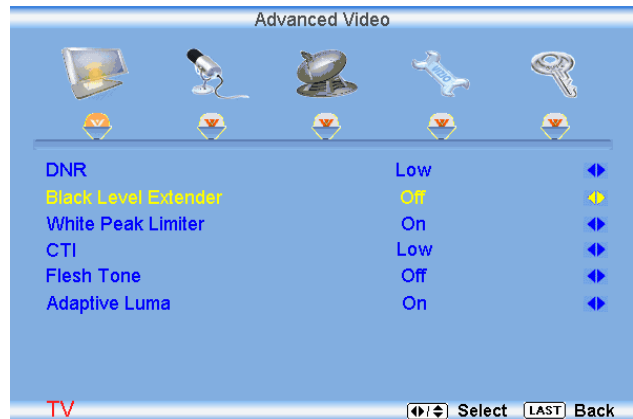 Advanced Video
DNR Low
Black Level Extender Off
White Peak Limiter On
CTI Low
Flesh Tone Off
Adaptive Luma On
TV Select LAST Back